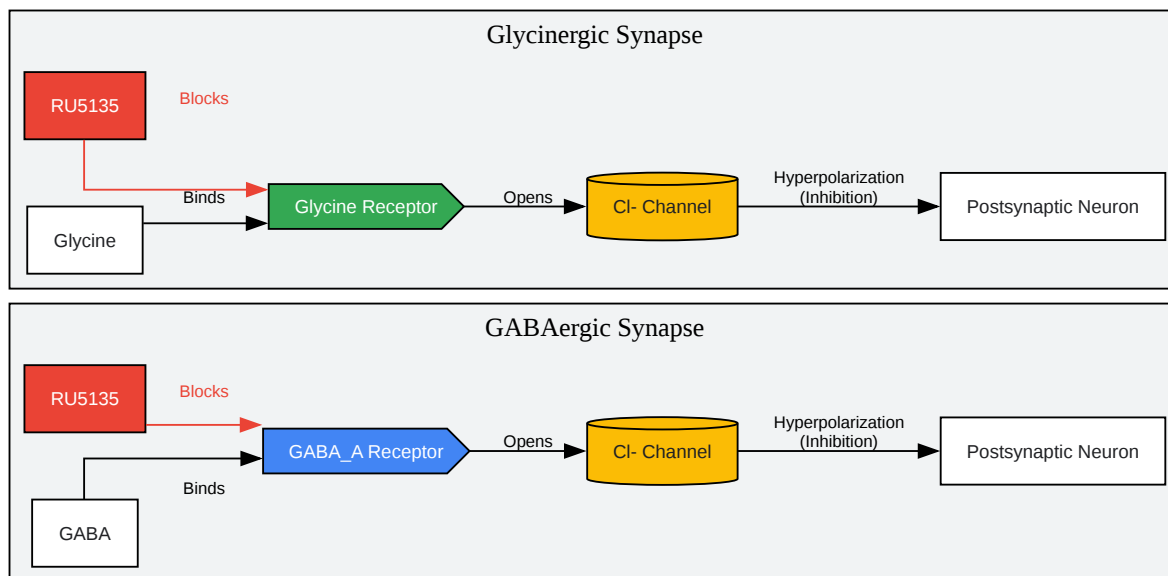 Glycinergic Synapse
RU5135
Blocks
Binds
Glycine
Glycine Receptor
Opens
Cl- Channel
Hyperpolarization
(Inhibition)
Postsynaptic Neuron
GABAergic Synapse
RU5135
Blocks
Binds
GABA
GABA_A Receptor
Opens
Cl- Channel
Hyperpolarization
(Inhibition)
Postsynaptic Neuron